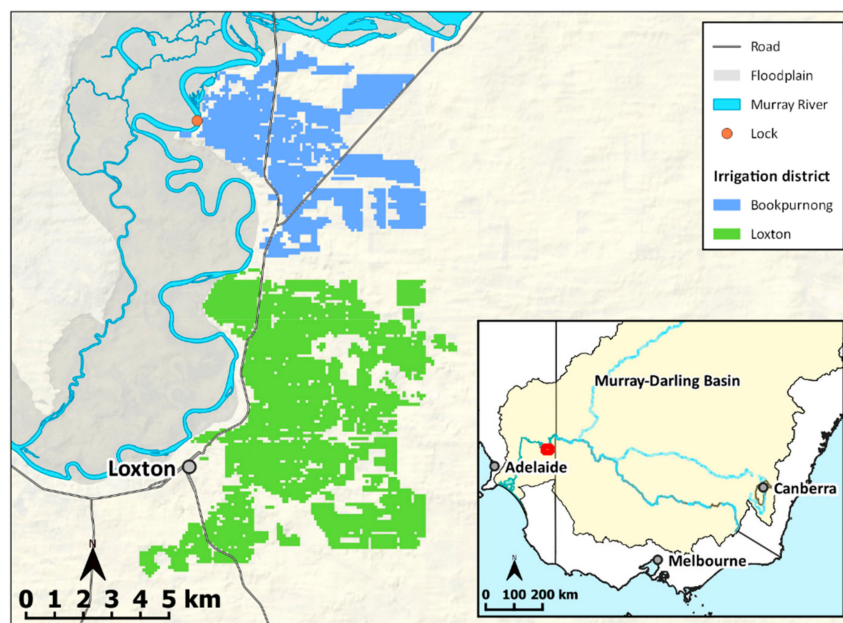 Road
Floodplain
Murray River
Lock
Irrigation district
Bookpurnong
Loxton
Loxton
N
0 1 2 3 4 5 km
Murray-Darling Basin
Adelaide
Canberra
Melbourne
N
0 100 200 km